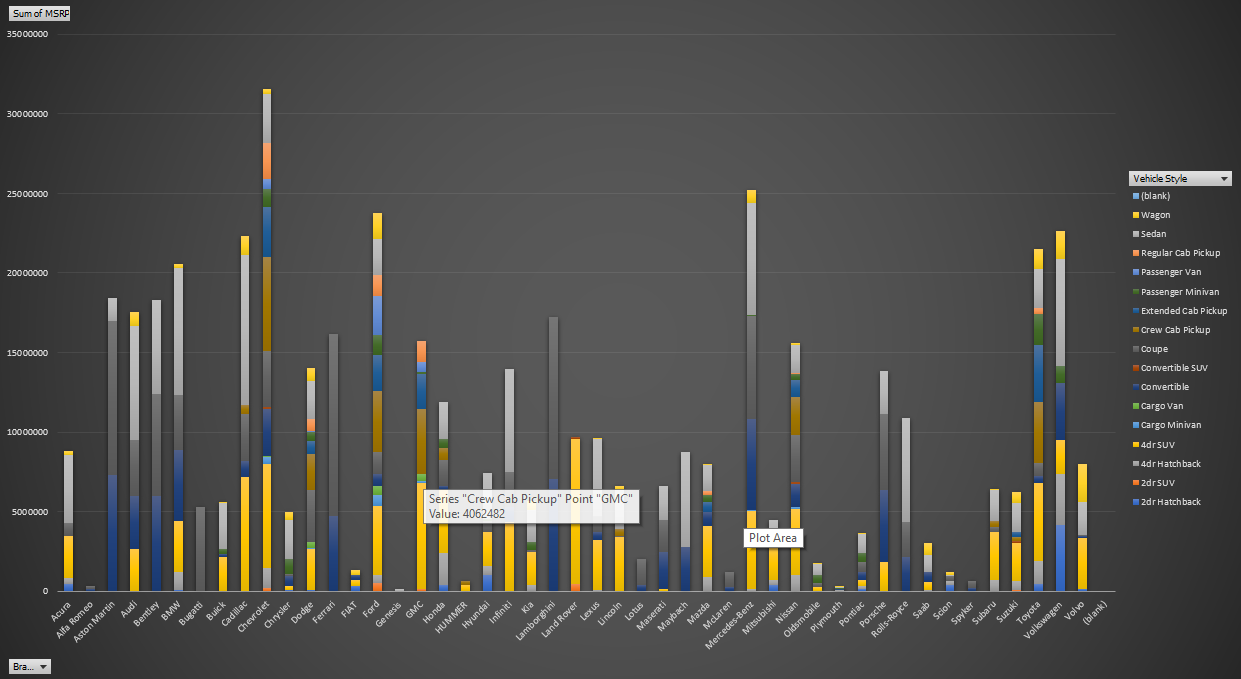 Sum of MSRP
35000000
30000000
25000000
20000000
15000000
10000000
5000000
0
Series "Crew Cab Pickup" Point "GMC"
Value: 4062482
Plot Area
Acura
Alfa Romeo
Aston Martin
Audi
Bentley
BMW
Bugatti
Buick
Cadillac
Chevrolet
Chrysler
Dodge
Ferrari
FIAT
Ford
Genesis
GMC
Honda
HUMMER
Hyundai
Infiniti
Kia
Lamborghini
Land Rover
Lexus
Lincoln
Lotus
Maserati
Maybach
Mazda
McLaren
Mercedes-Benz
Mitsubishi
Nissan
Oldsmobile
Plymouth
Pontiac
Porsche
Rolls-Royce
Saab
Scion
Spyker
Subaru
Suzuki
Toyota
Volkswagen
Volvo
(blank)
Vehicle Style
(blank)
Wagon
Sedan
Regular Cab Pickup
Passenger Van
Passenger Minivan
Extended Cab Pickup
Crew Cab Pickup
Coupe
Convertible SUV
Convertible
Cargo Van
Cargo Minivan
4dr SUV
4dr Hatchback
2dr SUV
2dr Hatchback
Bra...